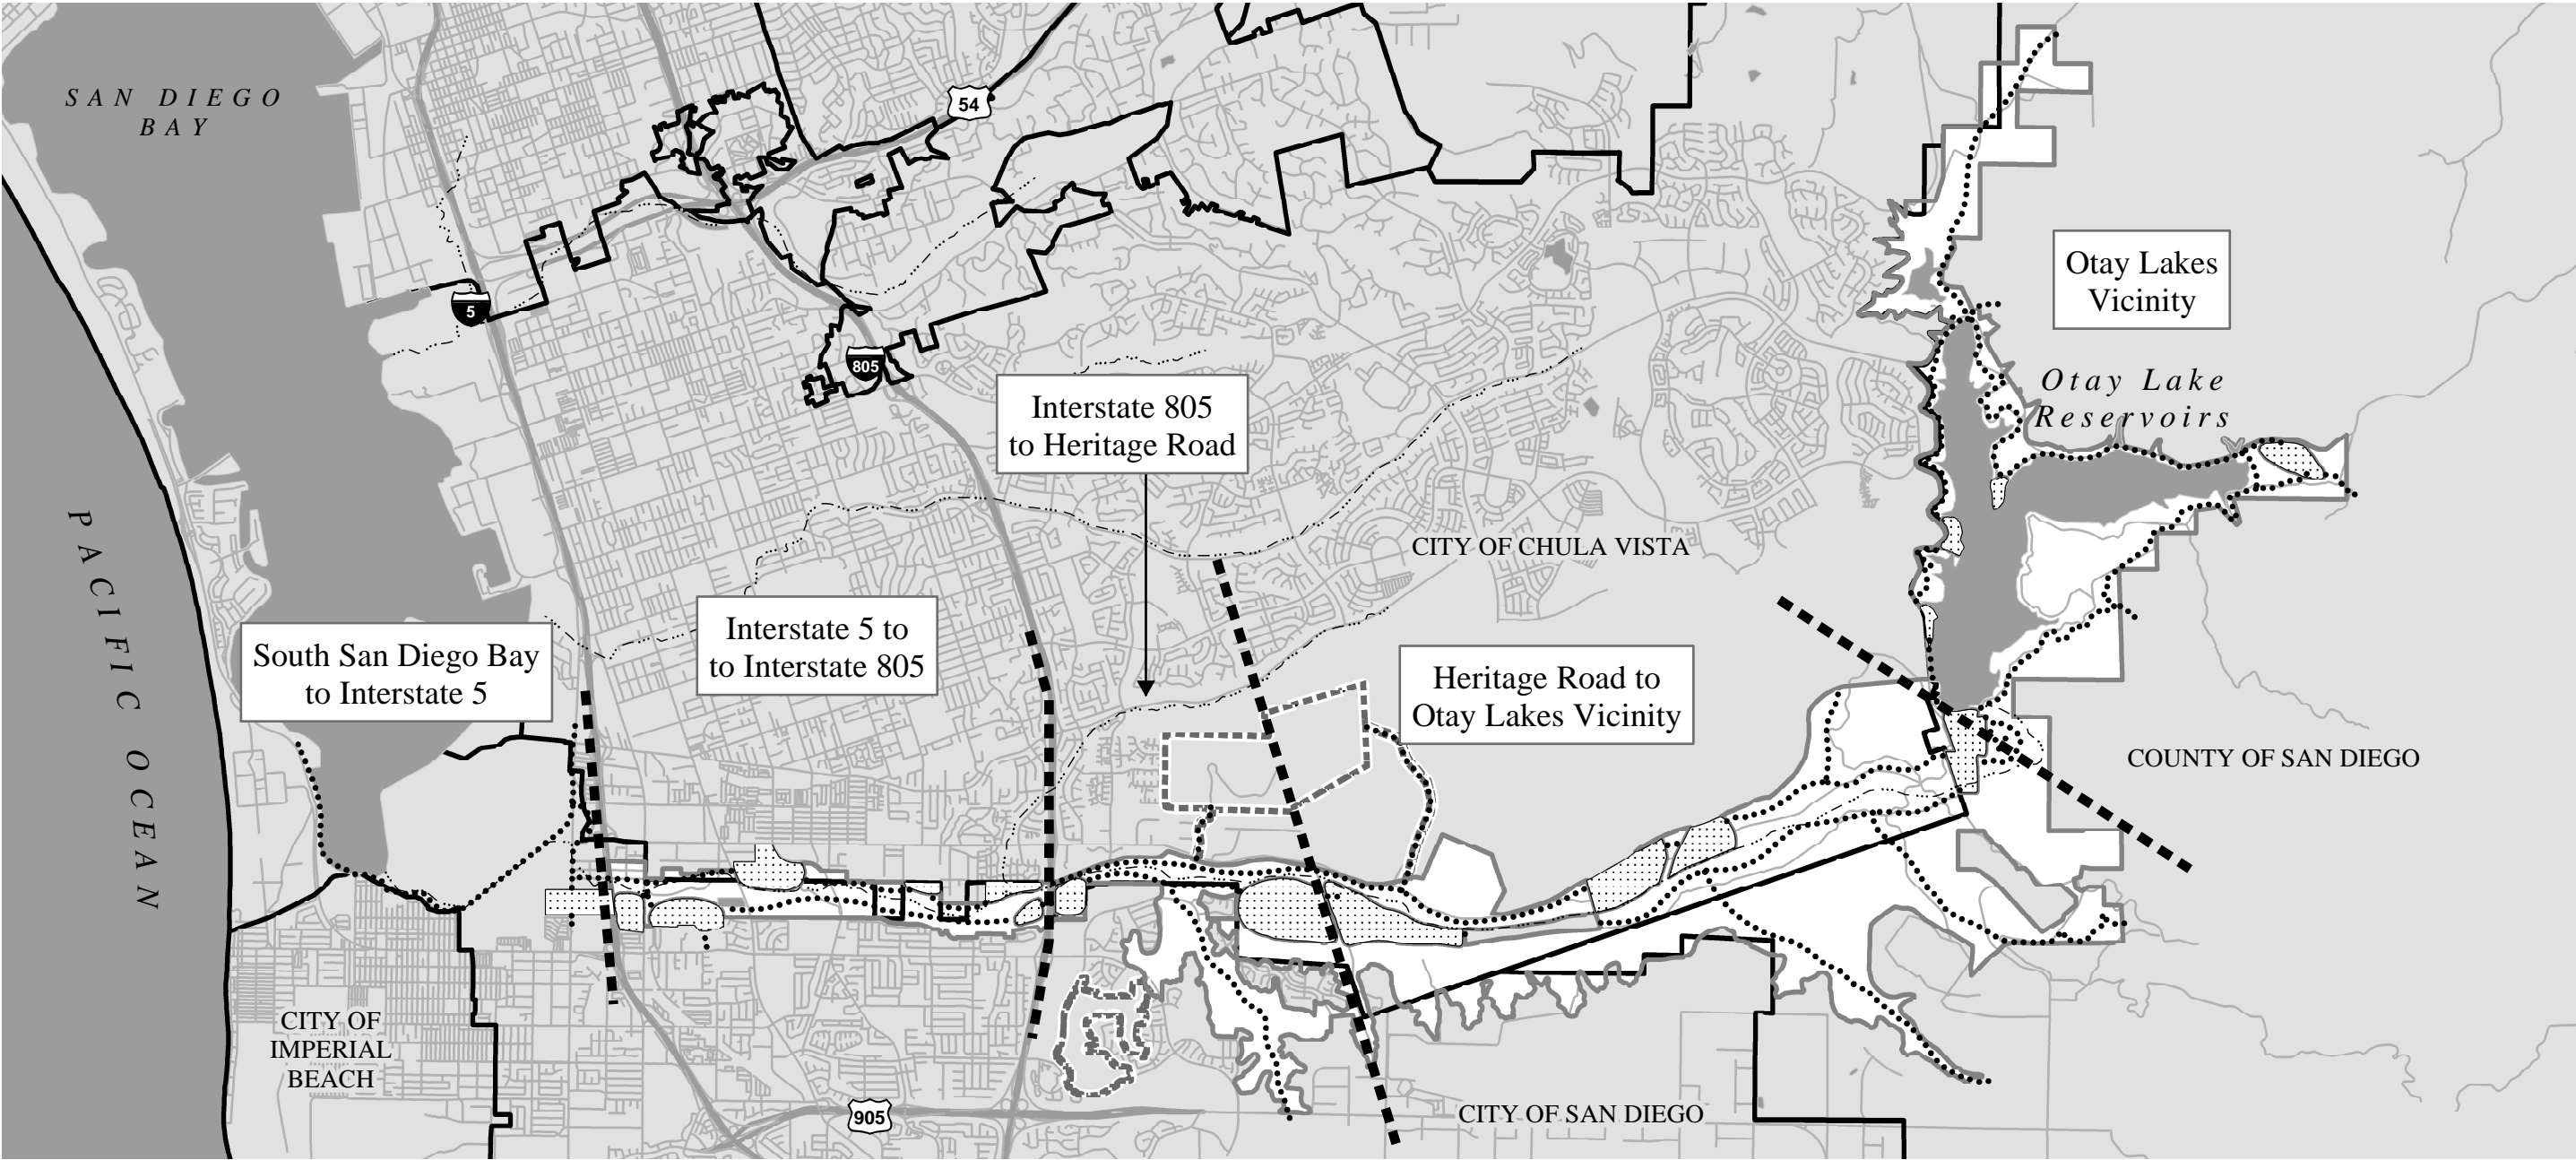 SAN DIEGO
BAY
54
Otay Lakes
Vicinity
5
805
Otay Lake
Reservoirs
Interstate 805
to Heritage Road
PACIFIC OCEAN
CITY OF CHULA VISTA
Interstate 5 to
to Interstate 805
South San Diego Bay
to Interstate 5
Heritage Road to
Otay Lakes Vicinity
COUNTY OF SAN DIEGO
CITY OF
IMPERIAL
BEACH
905
CITY OF SAN DIEGO